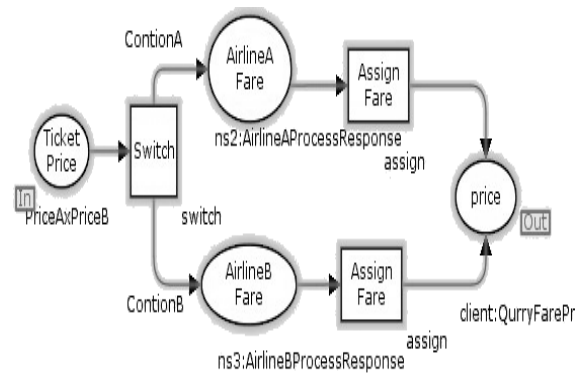 ContionA
AirlineA
Fare
Assign
Fare
ns2:AirlineAProcessResponse
assign
Ticket
Price
Switch
In
PriceAxPriceB
switch
price
Out
AirlineB
Fare
Assign
Fare
ContionB
client:QurryFarePr
assign
ns3:AirlineBProcessResponse